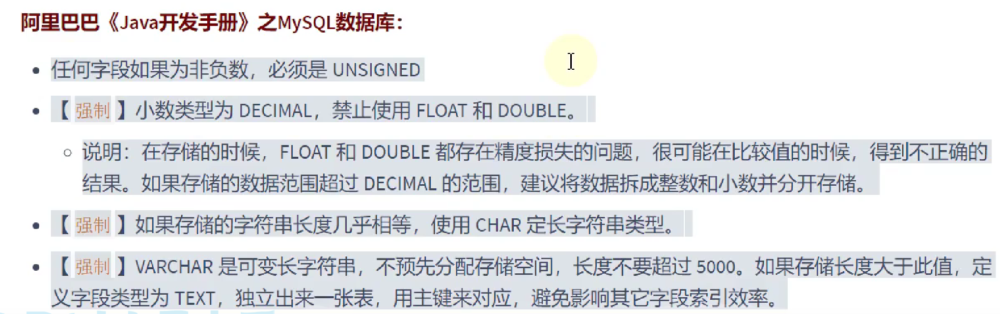 阿里巴巴《Java开发手册》之MySQL数据库：
任何字段如果为非负数，必须是 UNSIGNED
【 强制 】小数类型为 DECIMAL，禁止使用 FLOAT 和 DOUBLE。
说明：在存储的时候，FLOAT 和 DOUBLE 都存在精度损失的问题，很可能在比较值的时候，得到不正确的
结果。如果存储的数据范围超过 DECIMAL 的范围，建议将数据拆成整数和小数并分开存储。
【 强制 】如果存储的字符串长度几乎相等，使用 CHAR 定长字符串类型。
【 强制 】VARCHAR 是可变长字符串，不预先分配存储空间，长度不要超过 5000。如果存储长度大于此值，定
义字段类型为 TEXT，独立出来一张表，用主键来对应，避免影响其它字段索引效率。